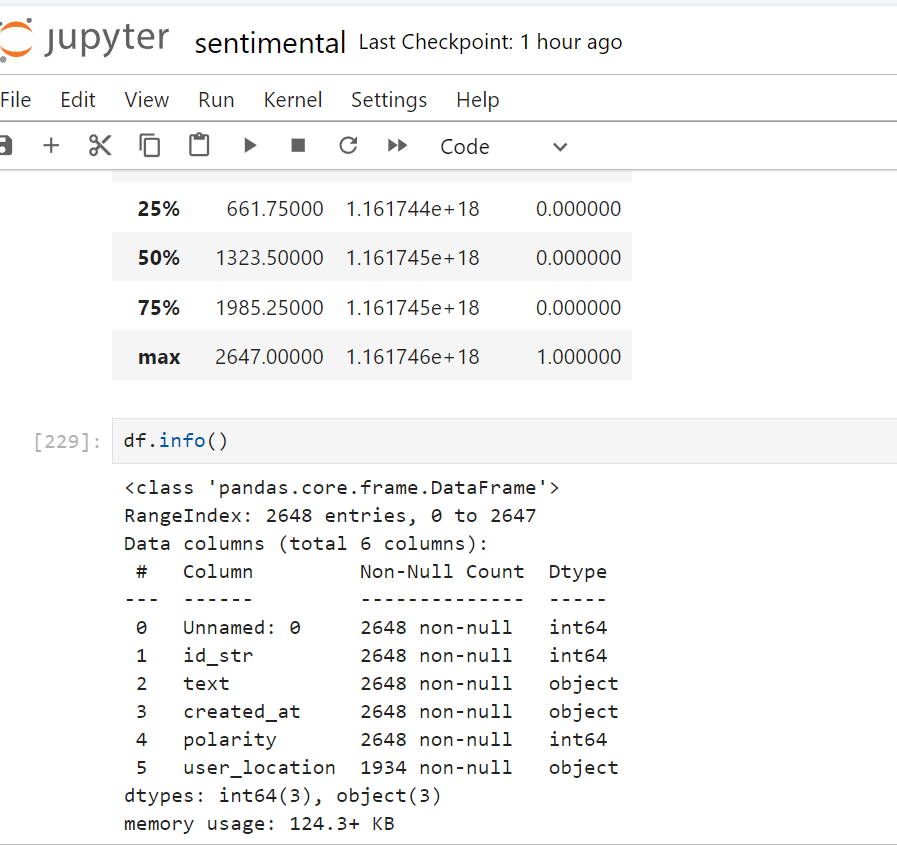 jupyter sentimental Last Checkpoint: 1 hour ago
File Edit View Run Kernel Settings Help
Code
25% 661.75000 1.161744e+18 0.000000
50% 1323.50000 1.161745e+18 0.000000
75% 1985.25000 1.161745e+18 0.000000
max 2647.00000 1.161746e+18 1.000000
[229]: df.info()
<class 'pandas.core.frame.DataFrame'>
RangeIndex: 2648 entries, 0 to 2647
Data columns (total 6 columns):
# Column Non-Null Count Dtype
--- ------ -------------- -----
0 Unnamed: 0 2648 non-null int64
1 id_str 2648 non-null int64
2 text 2648 non-null object
3 created_at 2648 non-null object
4 polarity 2648 non-null int64
5 user_location 1934 non-null object
dtypes: int64(3), object(3)
memory usage: 124.3+ KB